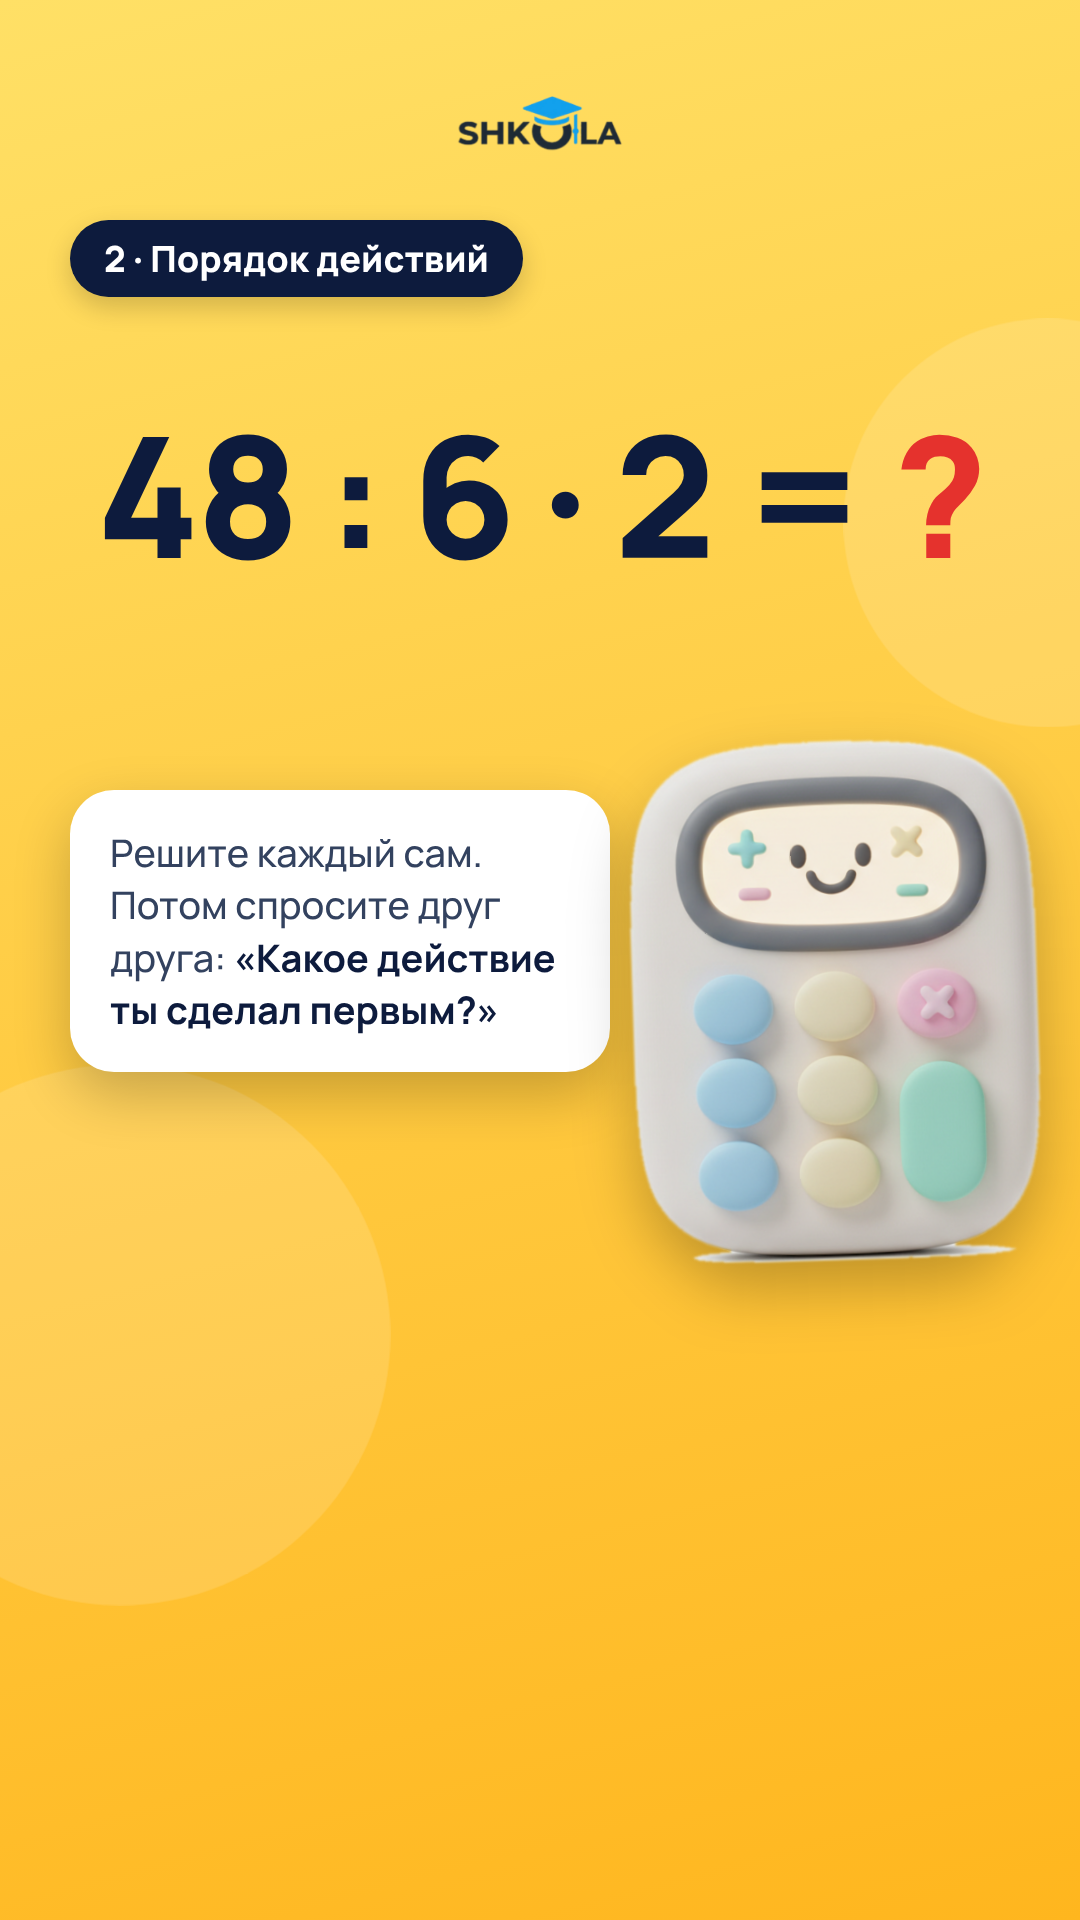 SHKOLA
2 · Порядок действий
48 : 6 · 2 = ?
Решите каждый сам.
Потом спросите друг
друга: «Какое действие
ты сделал первым?»